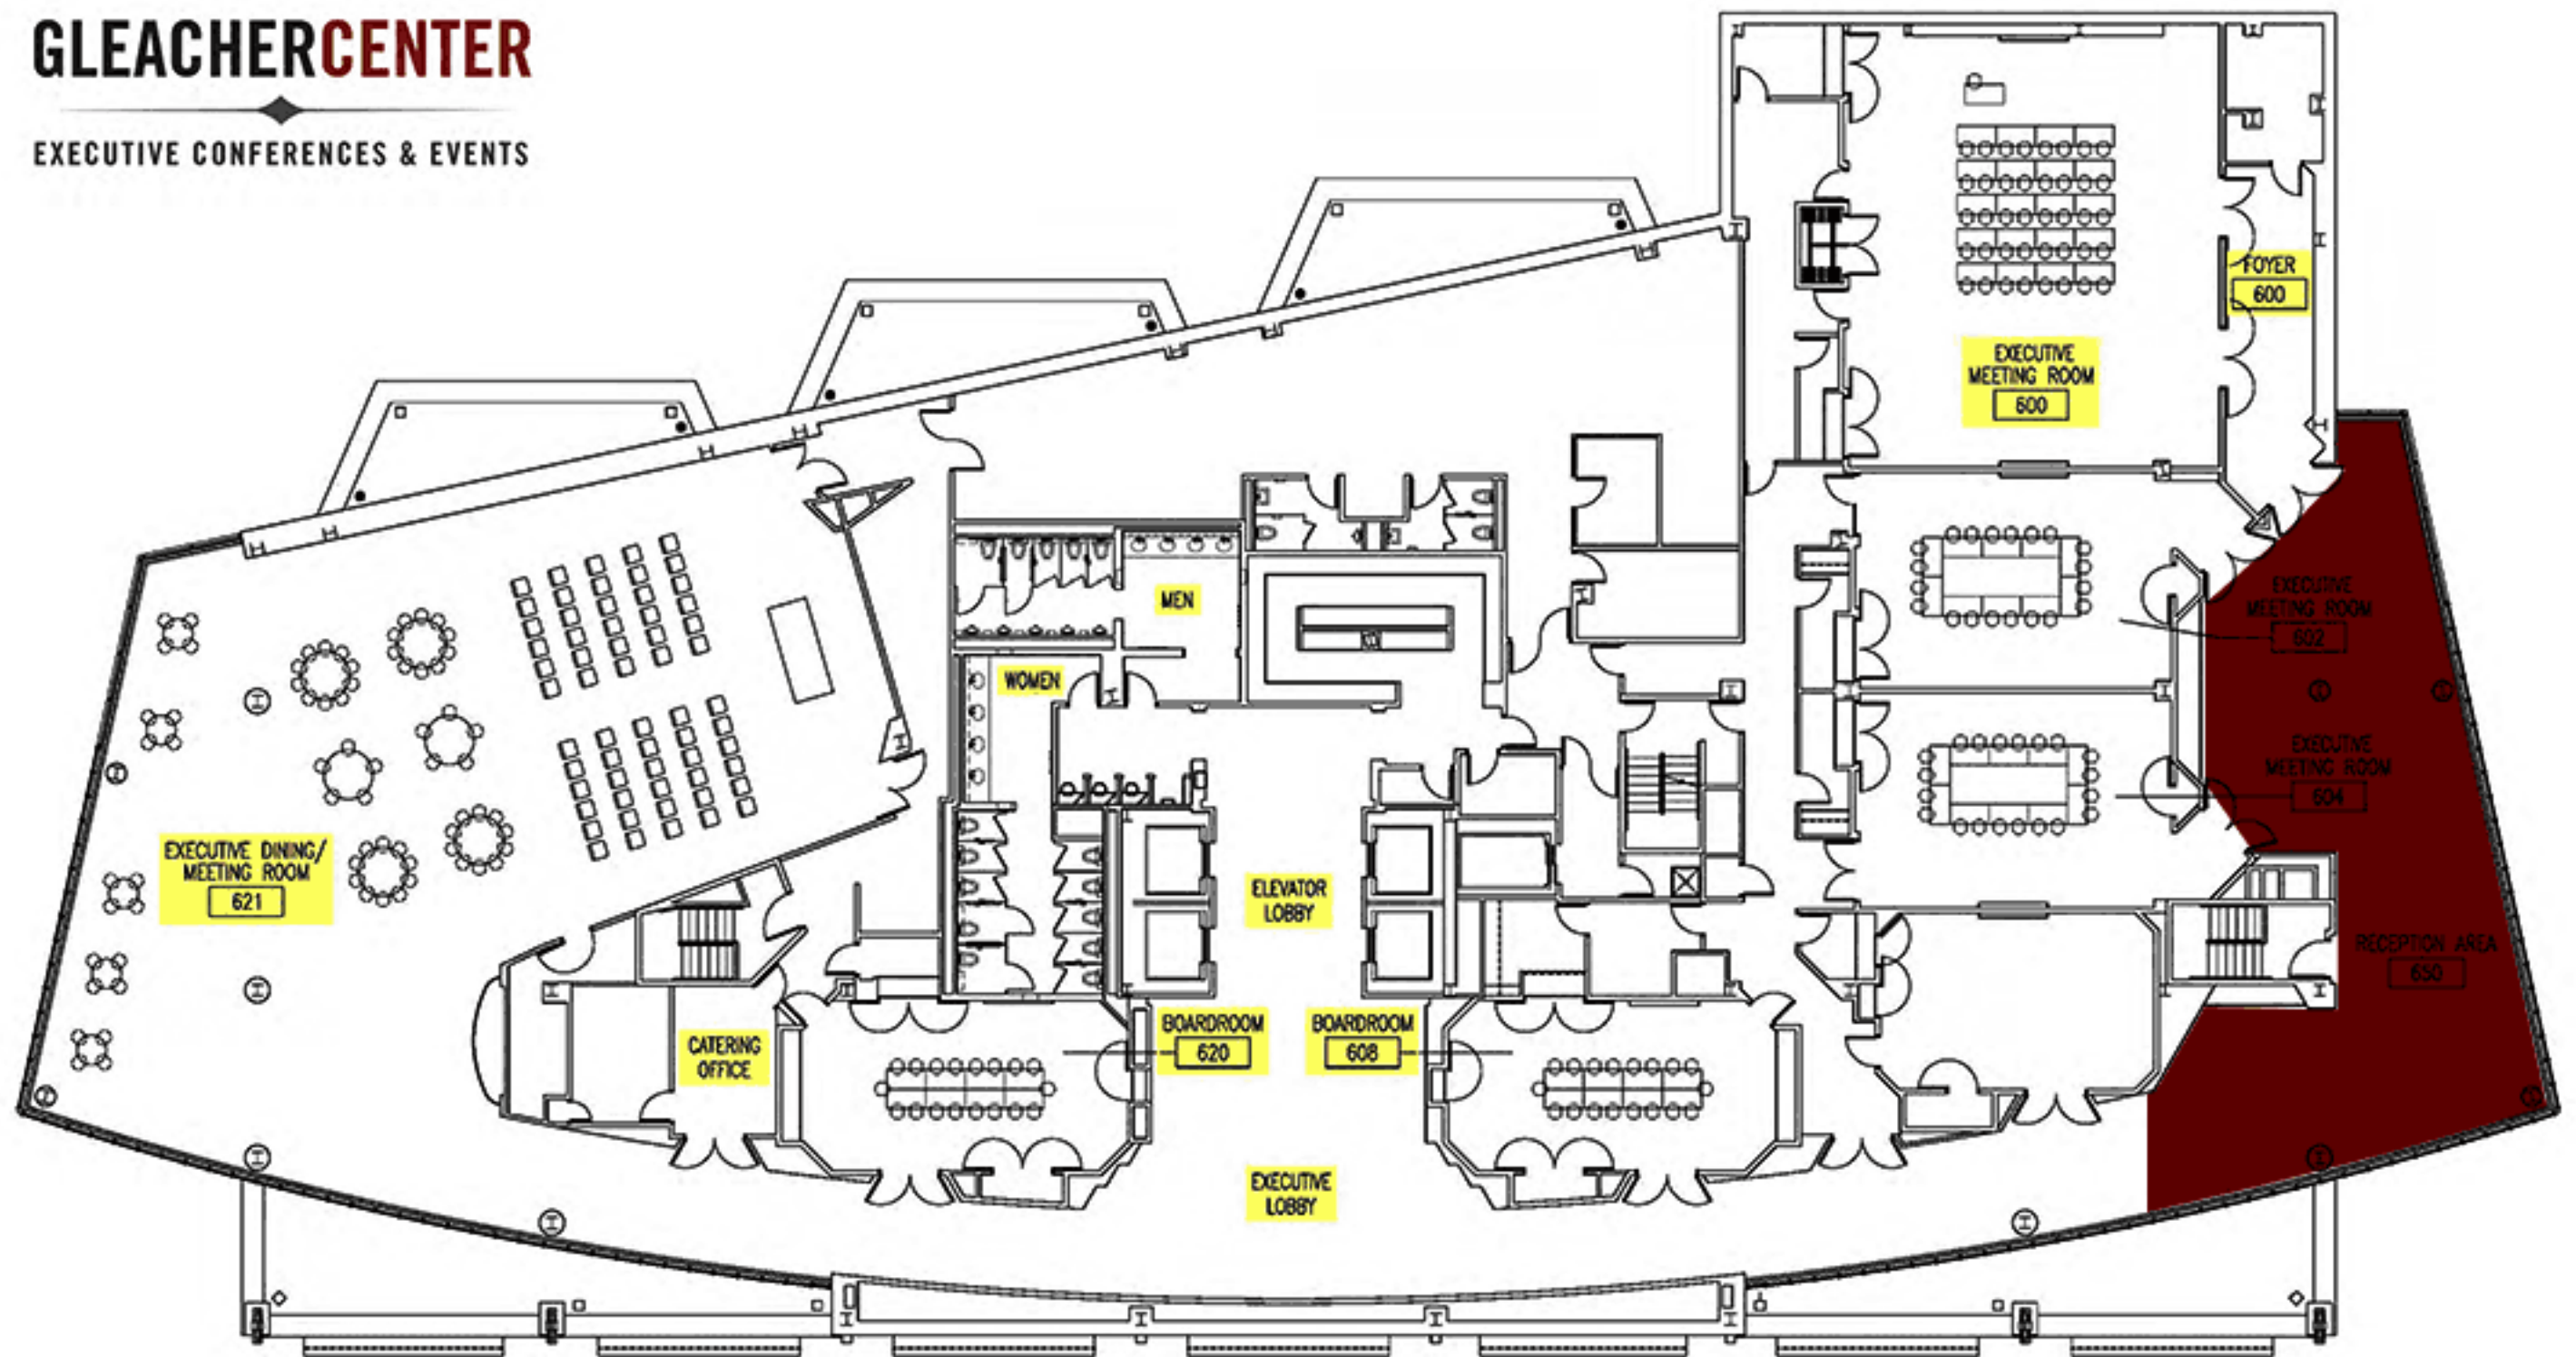 GLEACHERCENTER
EXECUTIVE CONFERENCES & EVENTS
FOYER
600
EXECUTIVE
MEETING ROOM
600
EXECUTIVE
MEETING ROOM
602
MEN
WOMEN
EXECUTIVE
MEETING ROOM
604
EXECUTIVE DINING/
MEETING ROOM
621
ELEVATOR
LOBBY
RECEPTION AREA
650
CATERING
OFFICE
BOARDROOM
620
BOARDROOM
608
EXECUTIVE
LOBBY